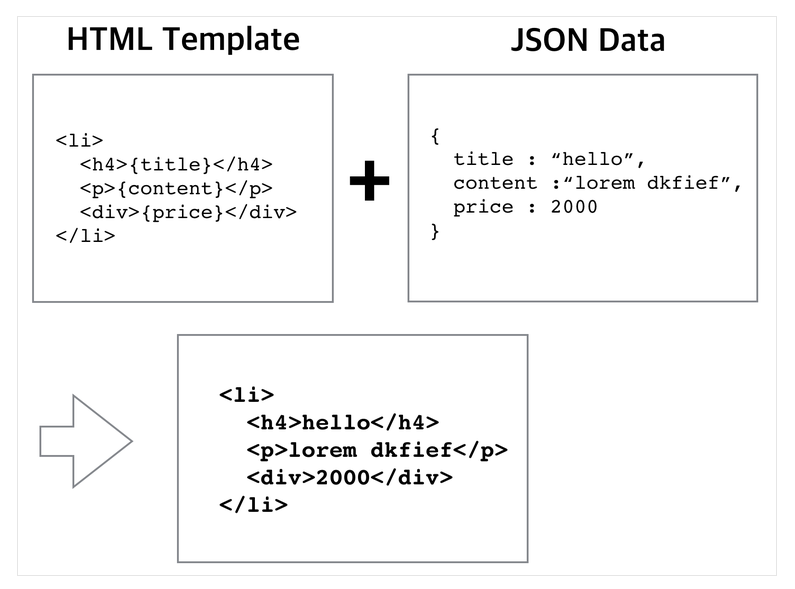 HTML Template
<li>
  <h4>{title}</h4>
  <p>{content}</p>
  <div>{price}</div>
</li>
+
JSON Data
{
  title : “hello”,
  content :“lorem dkfief”,
  price : 2000
}
<li>
  <h4>hello</h4>
  <p>lorem dkfief</p>
  <div>2000</div>
</li>